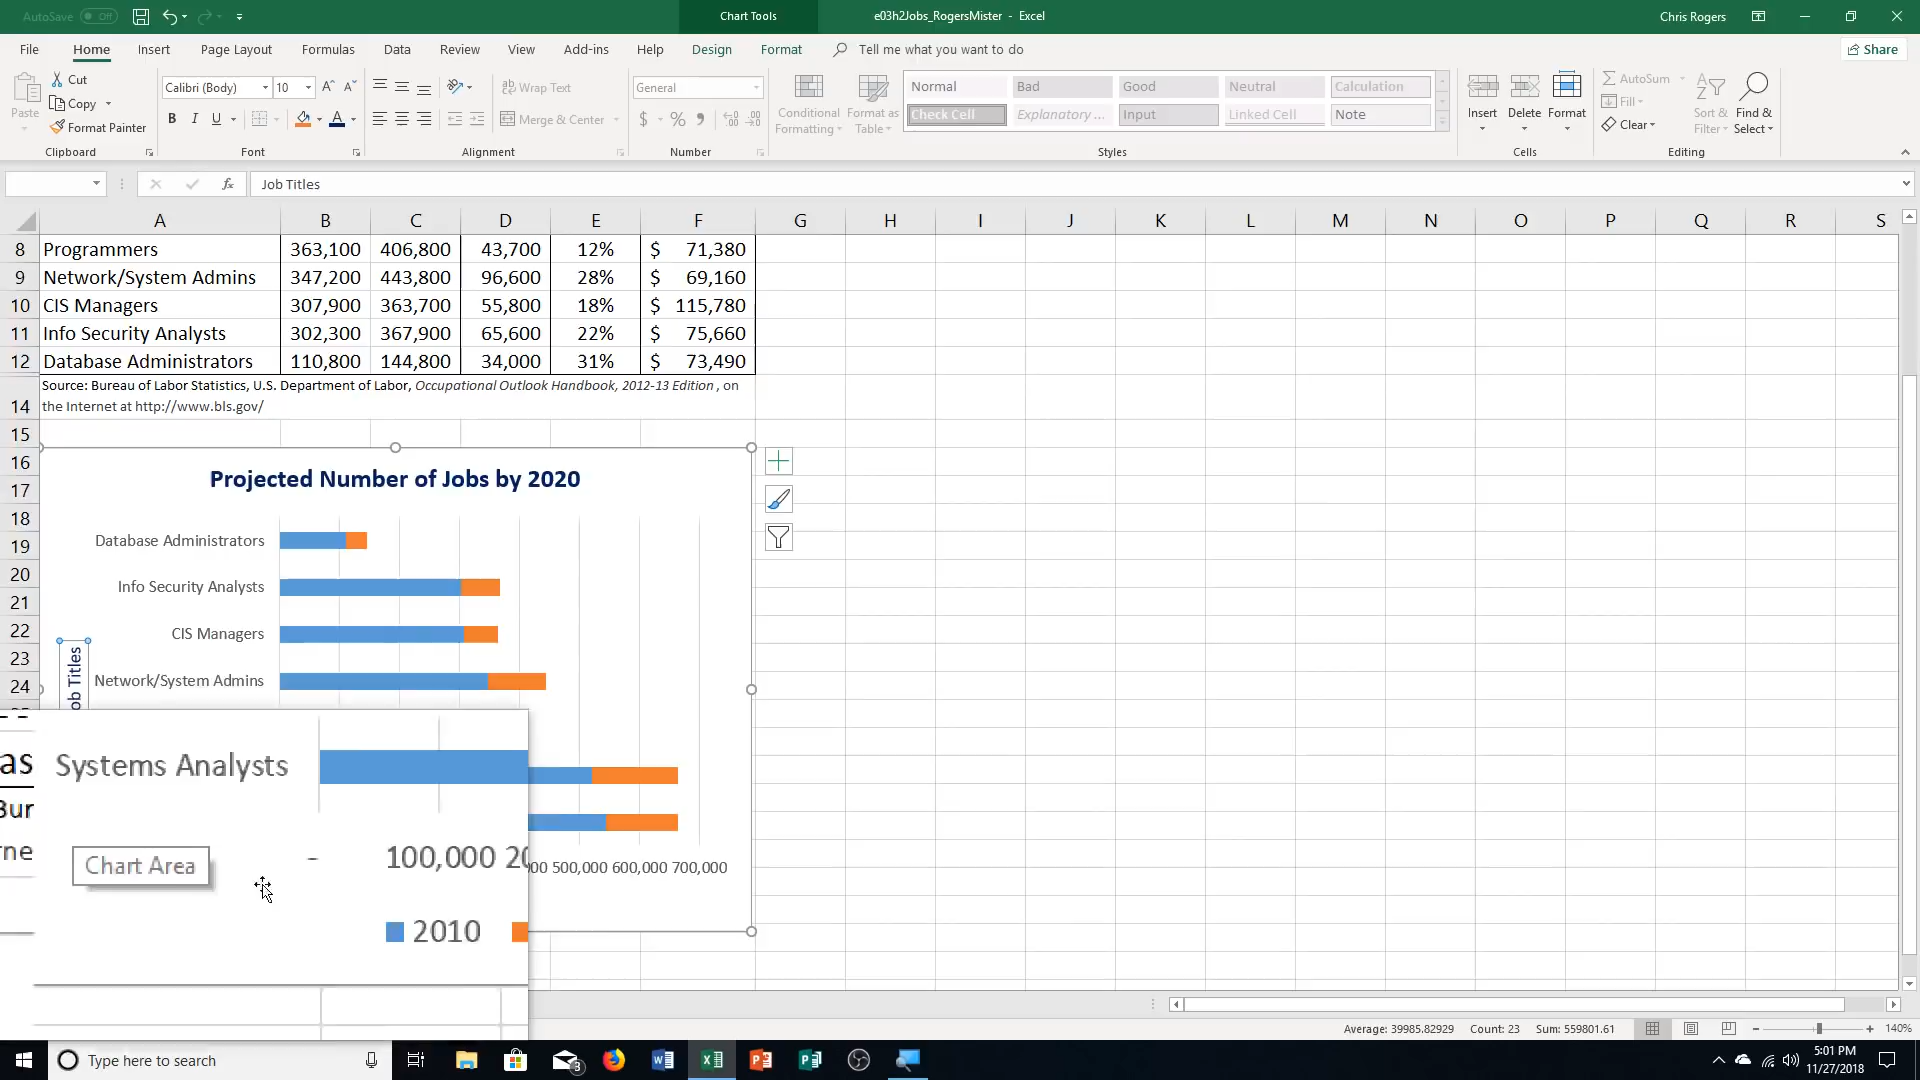 AutoSave Off
Chart Tools
e03h2Jobs_RogersMister - Excel
Chris Rogers
File Home Insert Page Layout Formulas Data Review View Add-ins Help Design Format Tell me what you want to do Share
Paste
Cut
Copy
Format Painter
Clipboard
Calibri (Body) 10
B I U
Font
Wrap Text
Merge & Center
Alignment
General
$ %
Number
Conditional Formatting
Format as Table
Normal Bad Good Neutral Calculation
Check Cell Explanatory ... Input Linked Cell Note
Styles
Insert Delete Format
Cells
AutoSum
Fill
Clear
Sort & Filter
Find & Select
Editing
fx Job Titles
A B C D E F G H I J K L M N O P Q R S
8 Programmers 363,100 406,800 43,700 12% $ 71,380
9 Network/System Admins 347,200 443,800 96,600 28% $ 69,160
10 CIS Managers 307,900 363,700 55,800 18% $ 115,780
11 Info Security Analysts 302,300 367,900 65,600 22% $ 75,660
12 Database Administrators 110,800 144,800 34,000 31% $ 73,490
Source: Bureau of Labor Statistics, U.S. Department of Labor, Occupational Outlook Handbook, 2012-13 Edition , on
14 the Internet at http://www.bls.gov/
15
16
17
18
19
20
21
22
23
24
Projected Number of Jobs by 2020
Database Administrators
Info Security Analysts
CIS Managers
Network/System Admins
ob Titles
as
Systems Analysts
Bur
rne
Chart Area
- 100,000 20
00 500,000 600,000 700,000
2010
Average: 39985.82929 Count: 23 Sum: 559801.61 140%
Type here to search
3
5:01 PM
11/27/2018